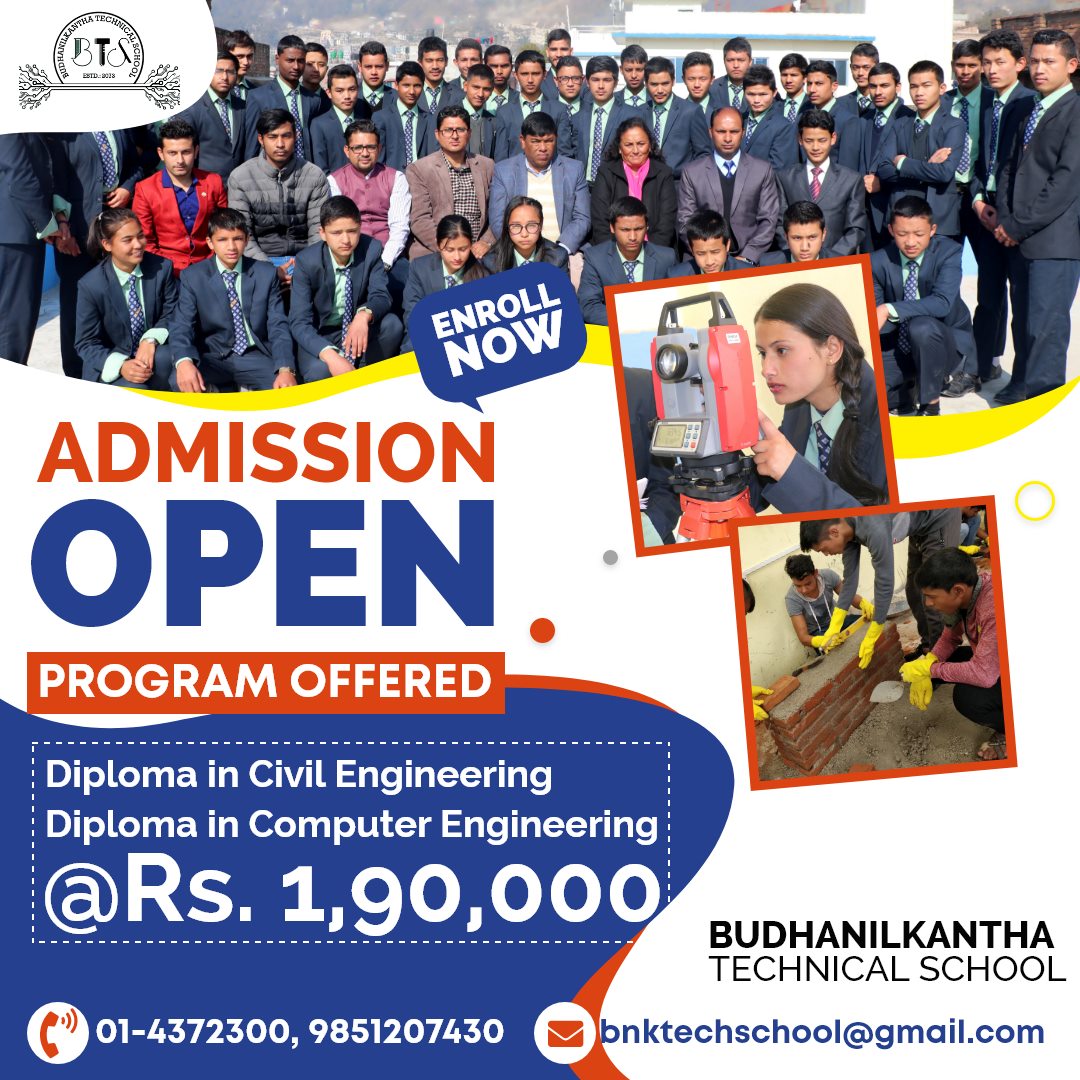 BUDHANILKANTHA TECHNICAL SCHOOL
BTS
ESTD.: 2073
ENROLL
NOW
ADMISSION
OPEN
PROGRAM OFFERED
Diploma in Civil Engineering
Diploma in Computer Engineering
@Rs. 1,90,000
BUDHANILKANTHA
TECHNICAL SCHOOL
01-4372300, 9851207430
bnktechschool@gmail.com